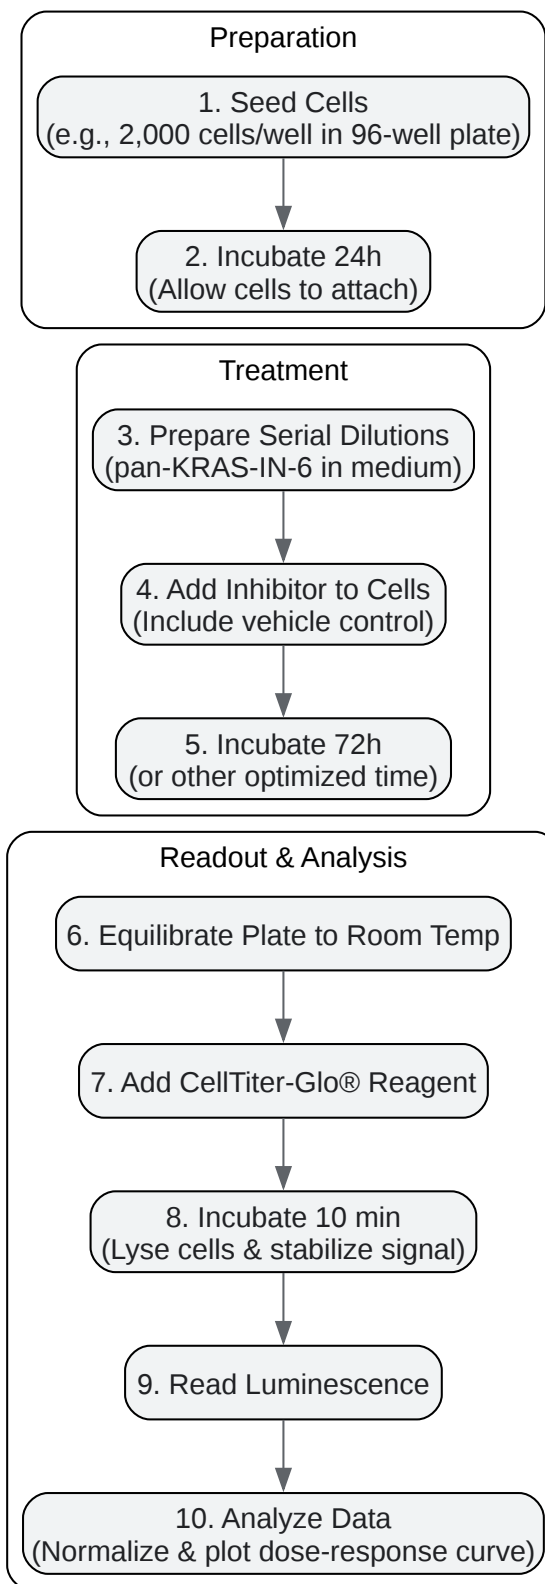 Preparation
1. Seed Cells
(e.g., 2,000 cells/well in 96-well plate)
2. Incubate 24h
(Allow cells to attach)
Treatment
3. Prepare Serial Dilutions
(pan-KRAS-IN-6 in medium)
4. Add Inhibitor to Cells
(Include vehicle control)
5. Incubate 72h
(or other optimized time)
Readout & Analysis
6. Equilibrate Plate to Room Temp
7. Add CellTiter-Glo® Reagent
8. Incubate 10 min
(Lyse cells & stabilize signal)
9. Read Luminescence
10. Analyze Data
(Normalize & plot dose-response curve)